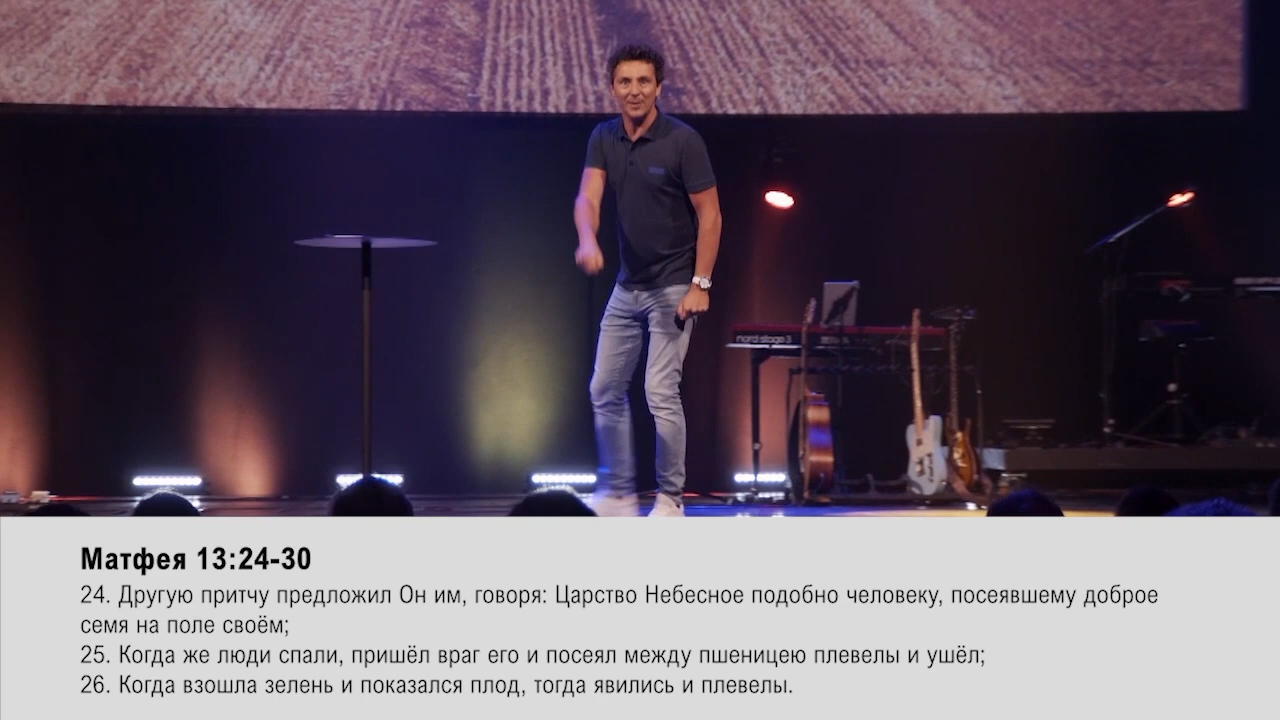 nord stage 3
Матфея 13:24-30
24. Другую притчу предложил Он им, говоря: Царство Небесное подобно человеку, посеявшему доброе
семя на поле своём;
25. Когда же люди спали, пришёл враг его и посеял между пшеницею плевелы и ушёл;
26. Когда взошла зелень и показался плод, тогда явились и плевелы.